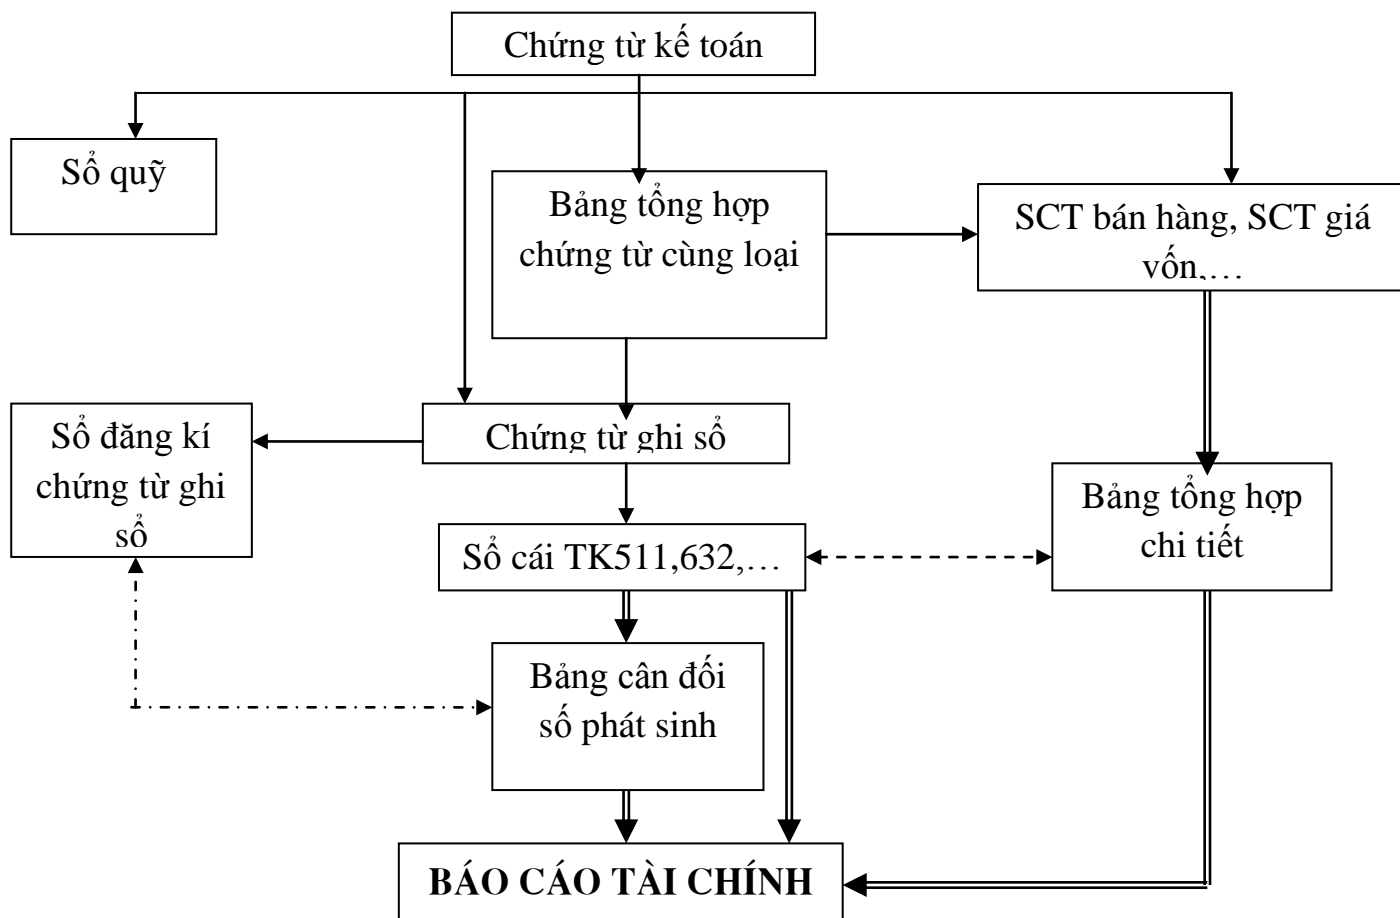 Chứng từ kế toán
Sổ quỹ
Bảng tổng hợp
chứng từ cùng loại
SCT bán hàng, SCT giá
vốn,…
Sổ đăng kí
chứng từ ghi
sổ
Chứng từ ghi sổ
Bảng tổng hợp
chi tiết
Sổ cái TK511,632,…
Bảng cân đối
số phát sinh
BÁO CÁO TÀI CHÍNH